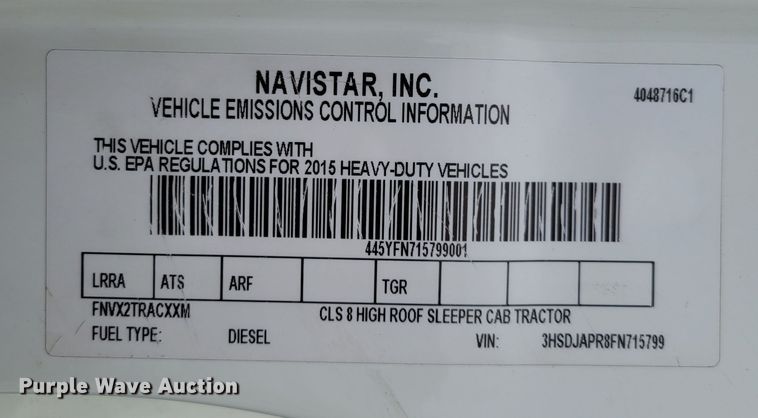 NAVISTAR, INC.
4048716C1
VEHICLE EMISSIONS CONTROL INFORMATION
THIS VEHICLE COMPLIES WITH
U.S. EPA REGULATIONS FOR 2015 HEAVY-DUTY VEHICLES
445YFN715799001
LRRA ATS ARF TGR
FNVX2TRACXXM CLS 8 HIGH ROOF SLEEPER CAB TRACTOR
FUEL TYPE: DIESEL VIN: 3HSDJAPR8FN715799
Purple Wave Auction